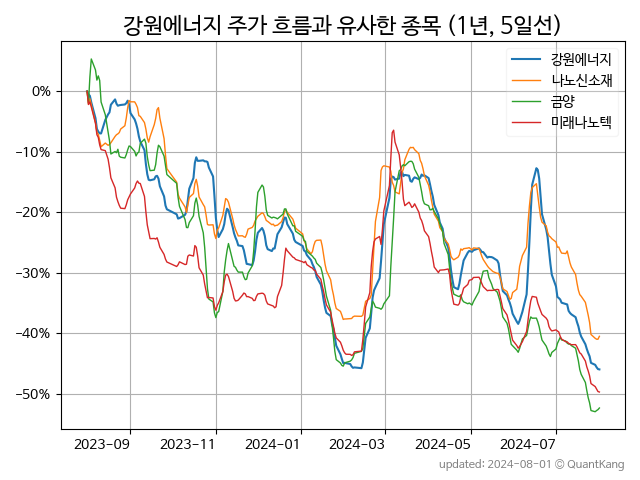 강원에너지 주가 흐름과 유사한 종목 (1년, 5일선)
강원에너지
나노신소재
금양
미래나노텍
0%
−10%
−20%
−30%
−40%
−50%
2023-09 2023-11 2024-01 2024-03 2024-05 2024-07
updated: 2024-08-01 © QuantKang